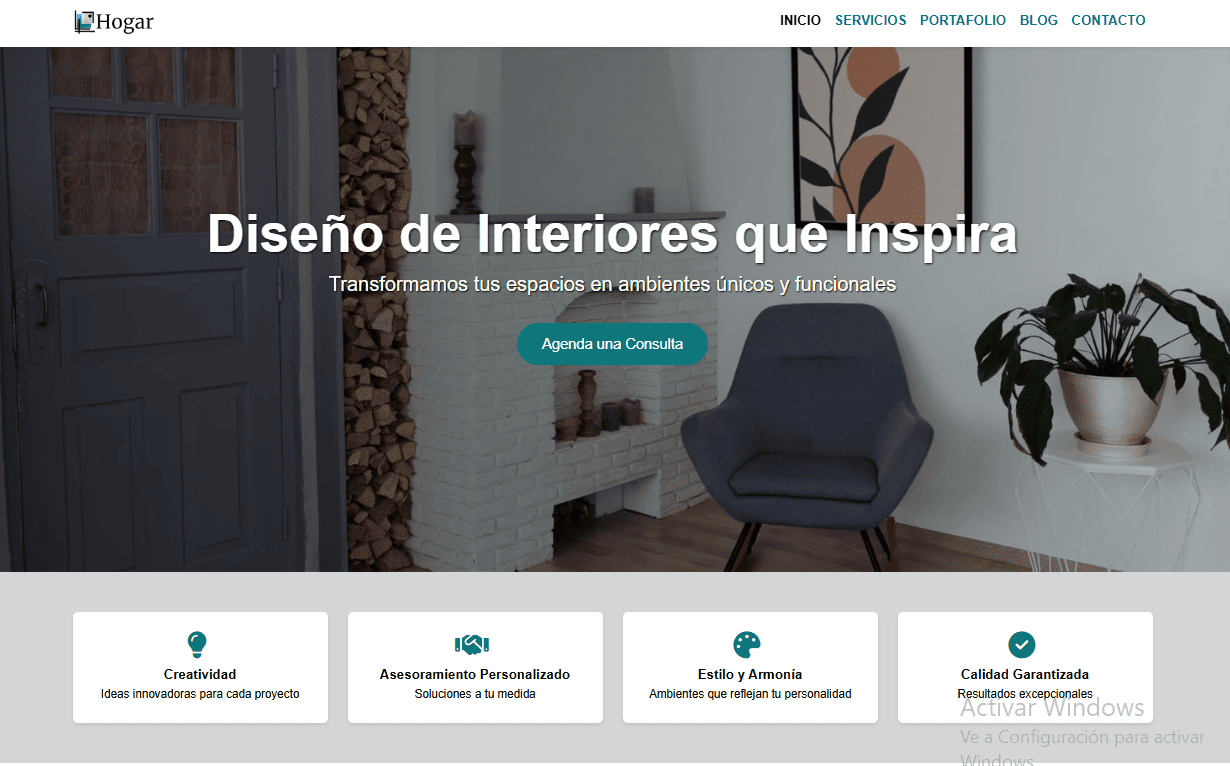 Hogar
INICIO SERVICIOS PORTAFOLIO BLOG CONTACTO
Diseño de Interiores que Inspira
Transformamos tus espacios en ambientes únicos y funcionales
Agenda una Consulta
Creatividad
Ideas innovadoras para cada proyecto
Asesoramiento Personalizado
Soluciones a tu medida
Estilo y Armonía
Ambientes que reflejan tu personalidad
Calidad Garantizada
Resultados excepcionales
Activar Windows
Ve a Configuración para activar
Windows